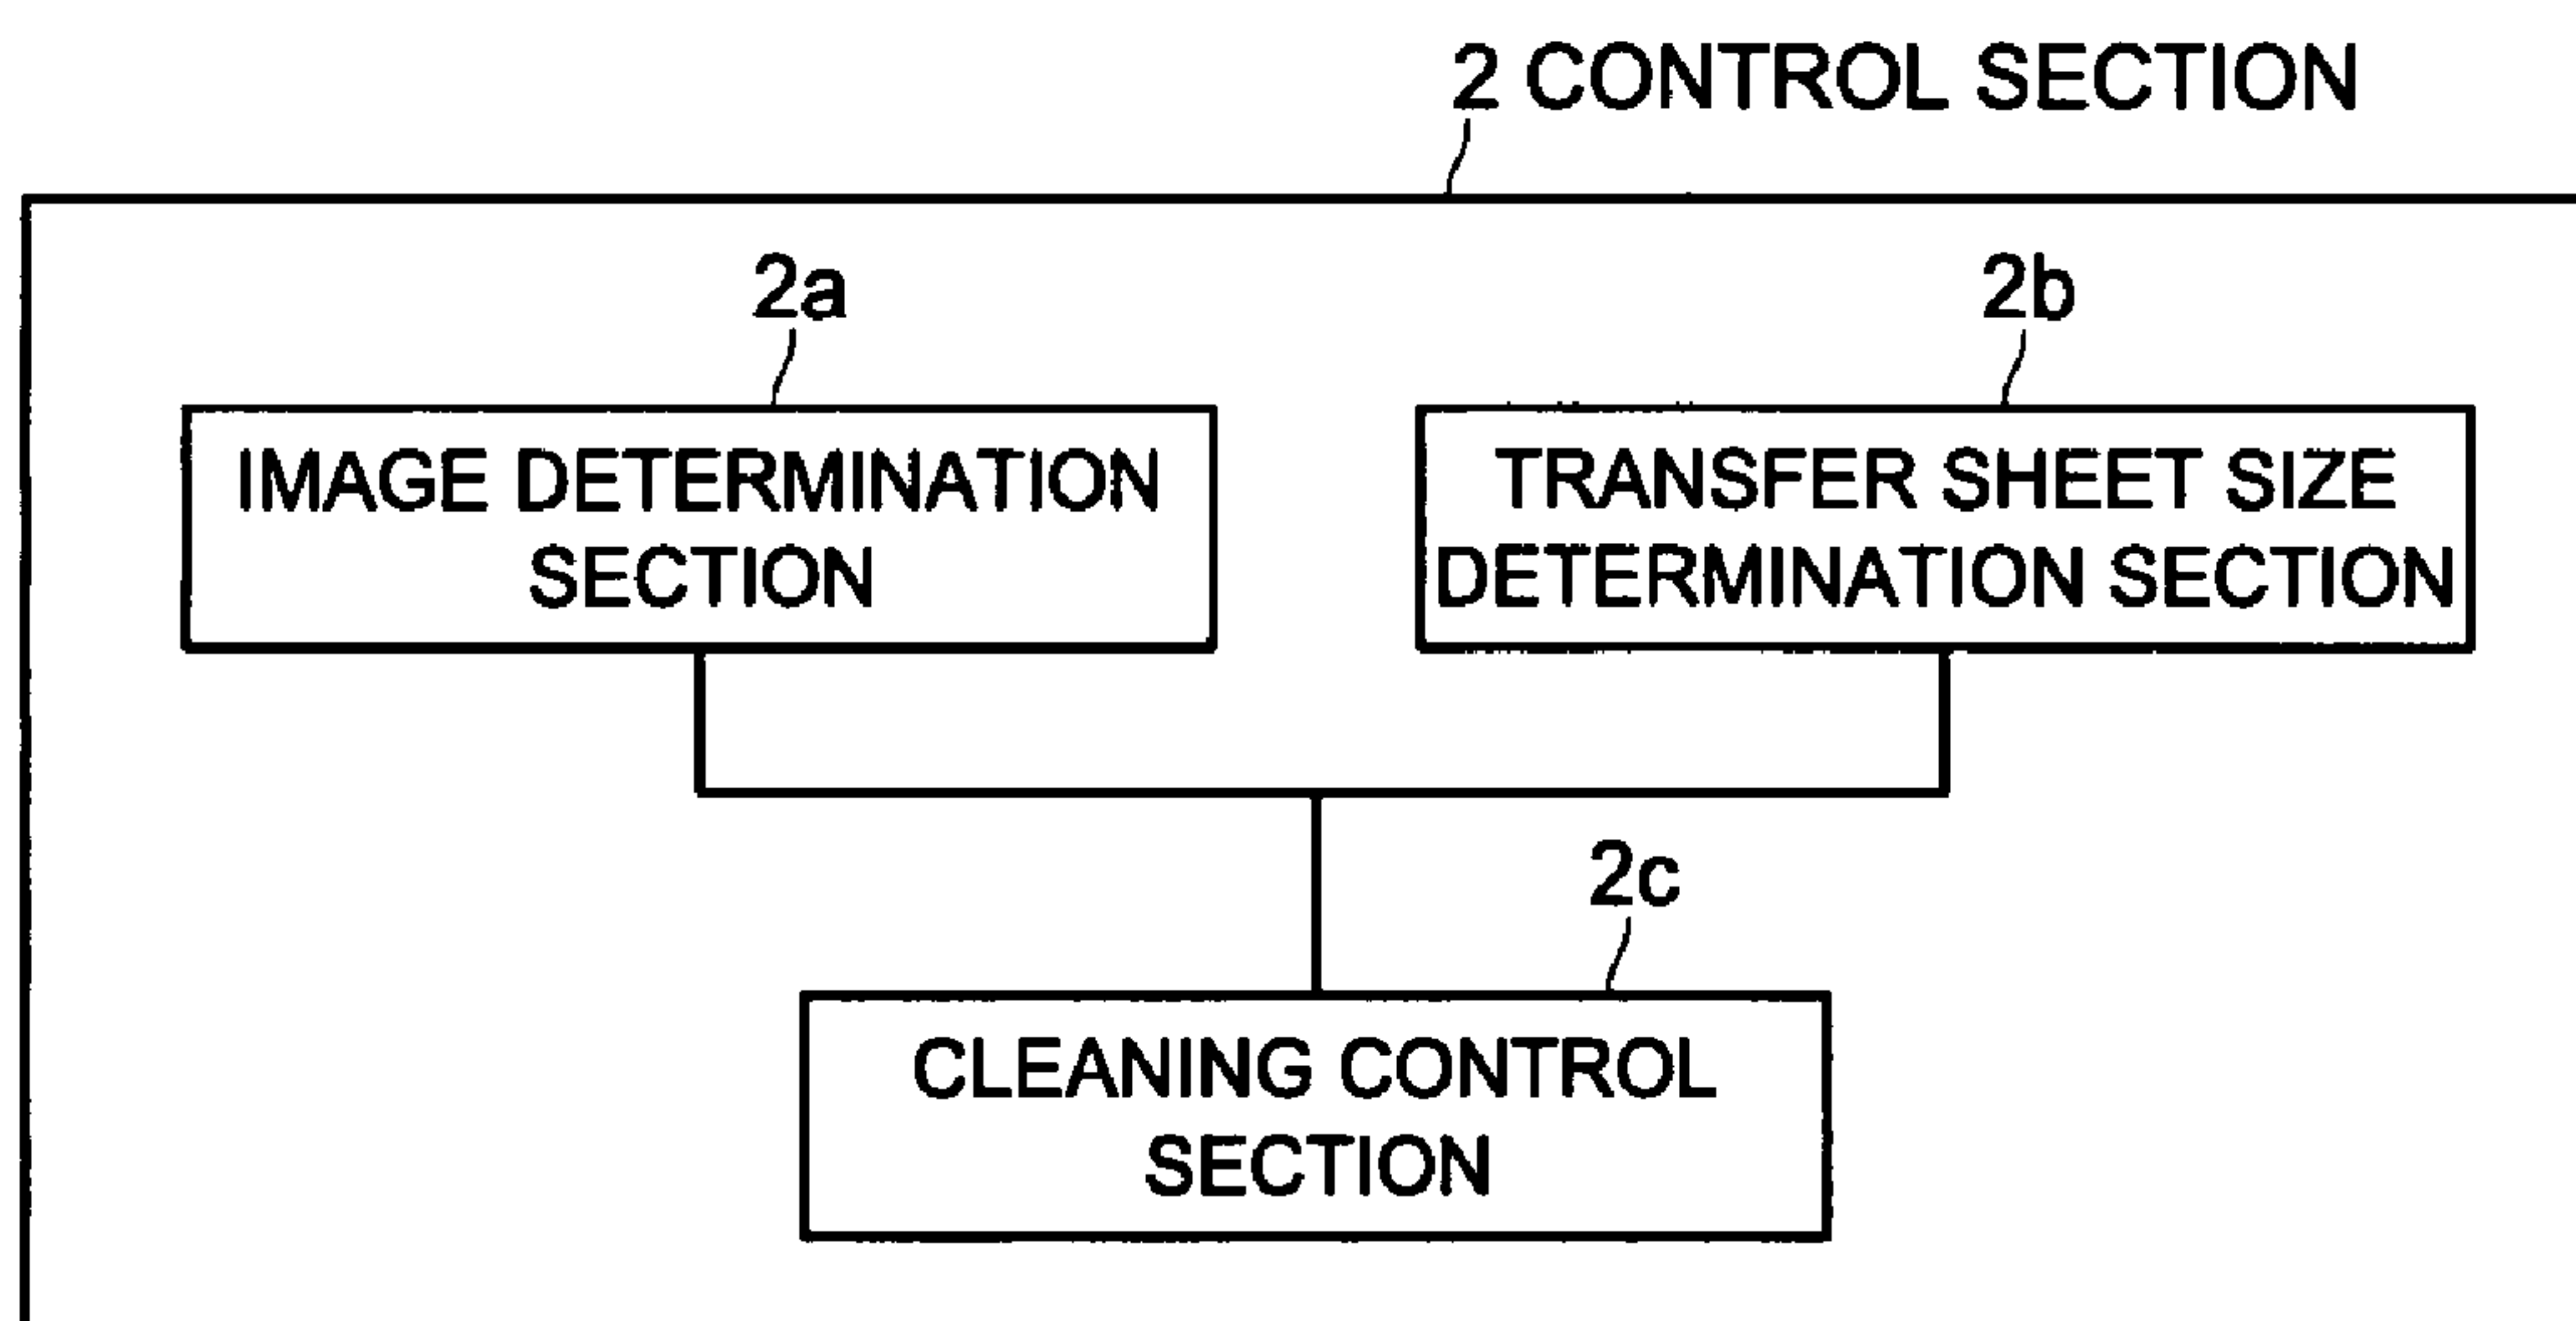 2 CONTROL SECTION
2a
2b
IMAGE DETERMINATION
SECTION
TRANSFER SHEET SIZE
DETERMINATION SECTION
2c
CLEANING CONTROL
SECTION